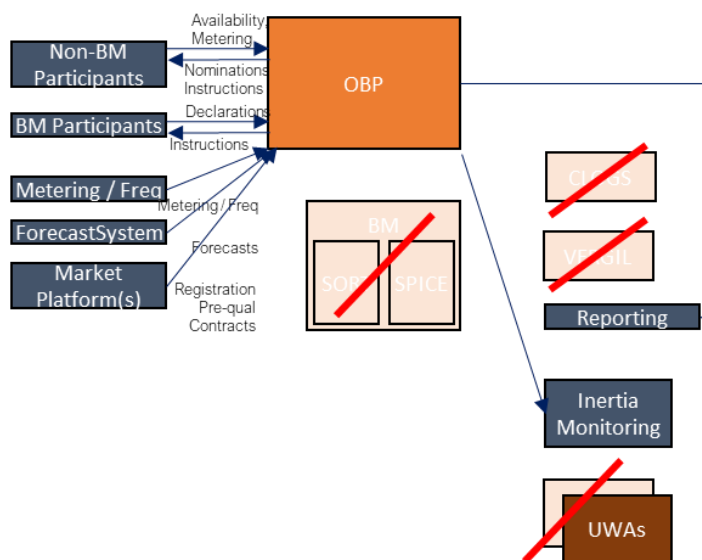 Availability,
Metering
Non-BM
Participants
Nominations
Instructions
OBP
Declarations
BM Participants
Instructions
Metering / Freq
Metering / Freq
ForecastSystem
Forecasts
Market
Platform(s)
Registration
Pre-qual
Contracts
BM
SPICE
Reporting
Inertia
Monitoring
UWAs